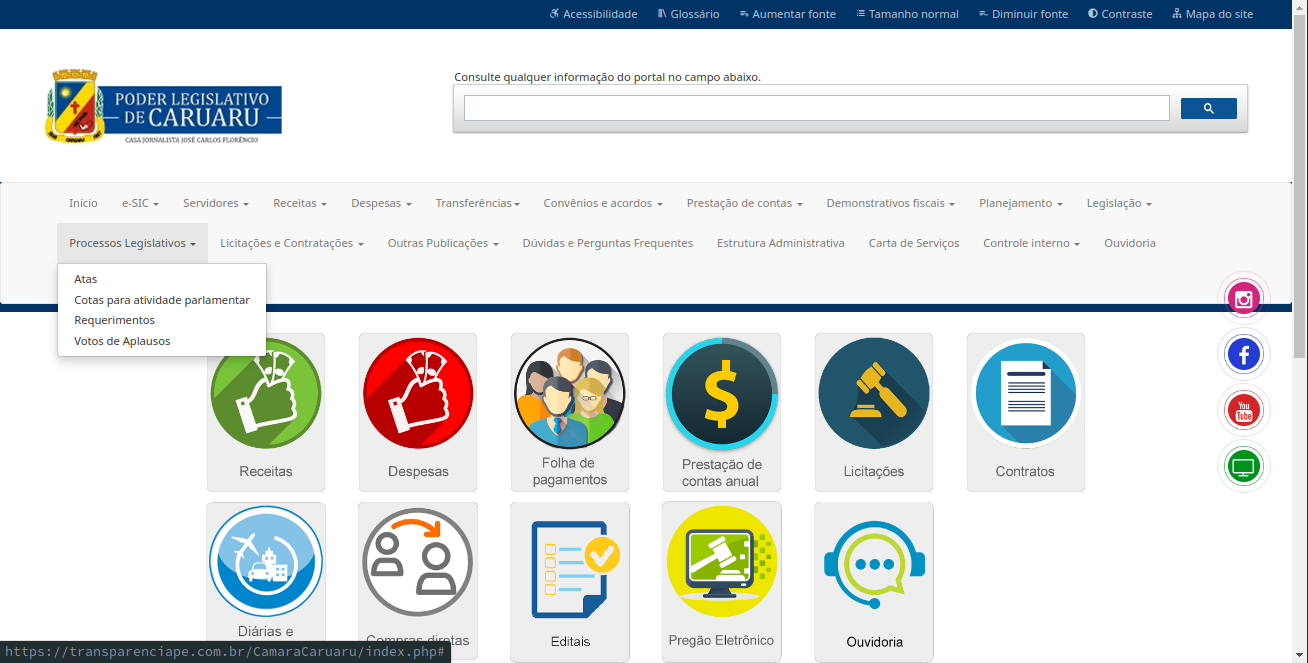 Acessibilidade Glossário Aumentar fonte Tamanho normal Diminuir fonte Contraste Mapa do site
Consulte qualquer informação do portal no campo abaixo.
PODER LEGISLATIVO
DE CARUARU
CASA JORNALISTA JOSÉ CARLOS FLORÊNCIO
CARUARU
Início e-SIC Servidores Receitas Despesas Transferências Convênios e acordos Prestação de contas Demonstrativos fiscais Planejamento Legislação
Processos Legislativos Licitações e Contratações Outras Publicações Dúvidas e Perguntas Frequentes Estrutura Administrativa Carta de Serviços Controle interno Ouvidoria
Atas
Cotas para atividade parlamentar
Requerimentos
Votos de Aplausos
Receitas
Despesas
Folha de
pagamentos
$
Prestação de
contas anual
Licitações
Contratos
You
Tube
Diárias e
Compras diretas
Editais
Pregão Eletrônico
Ouvidoria
https://transparenciape.com.br/CamaraCaruaru/index.php#